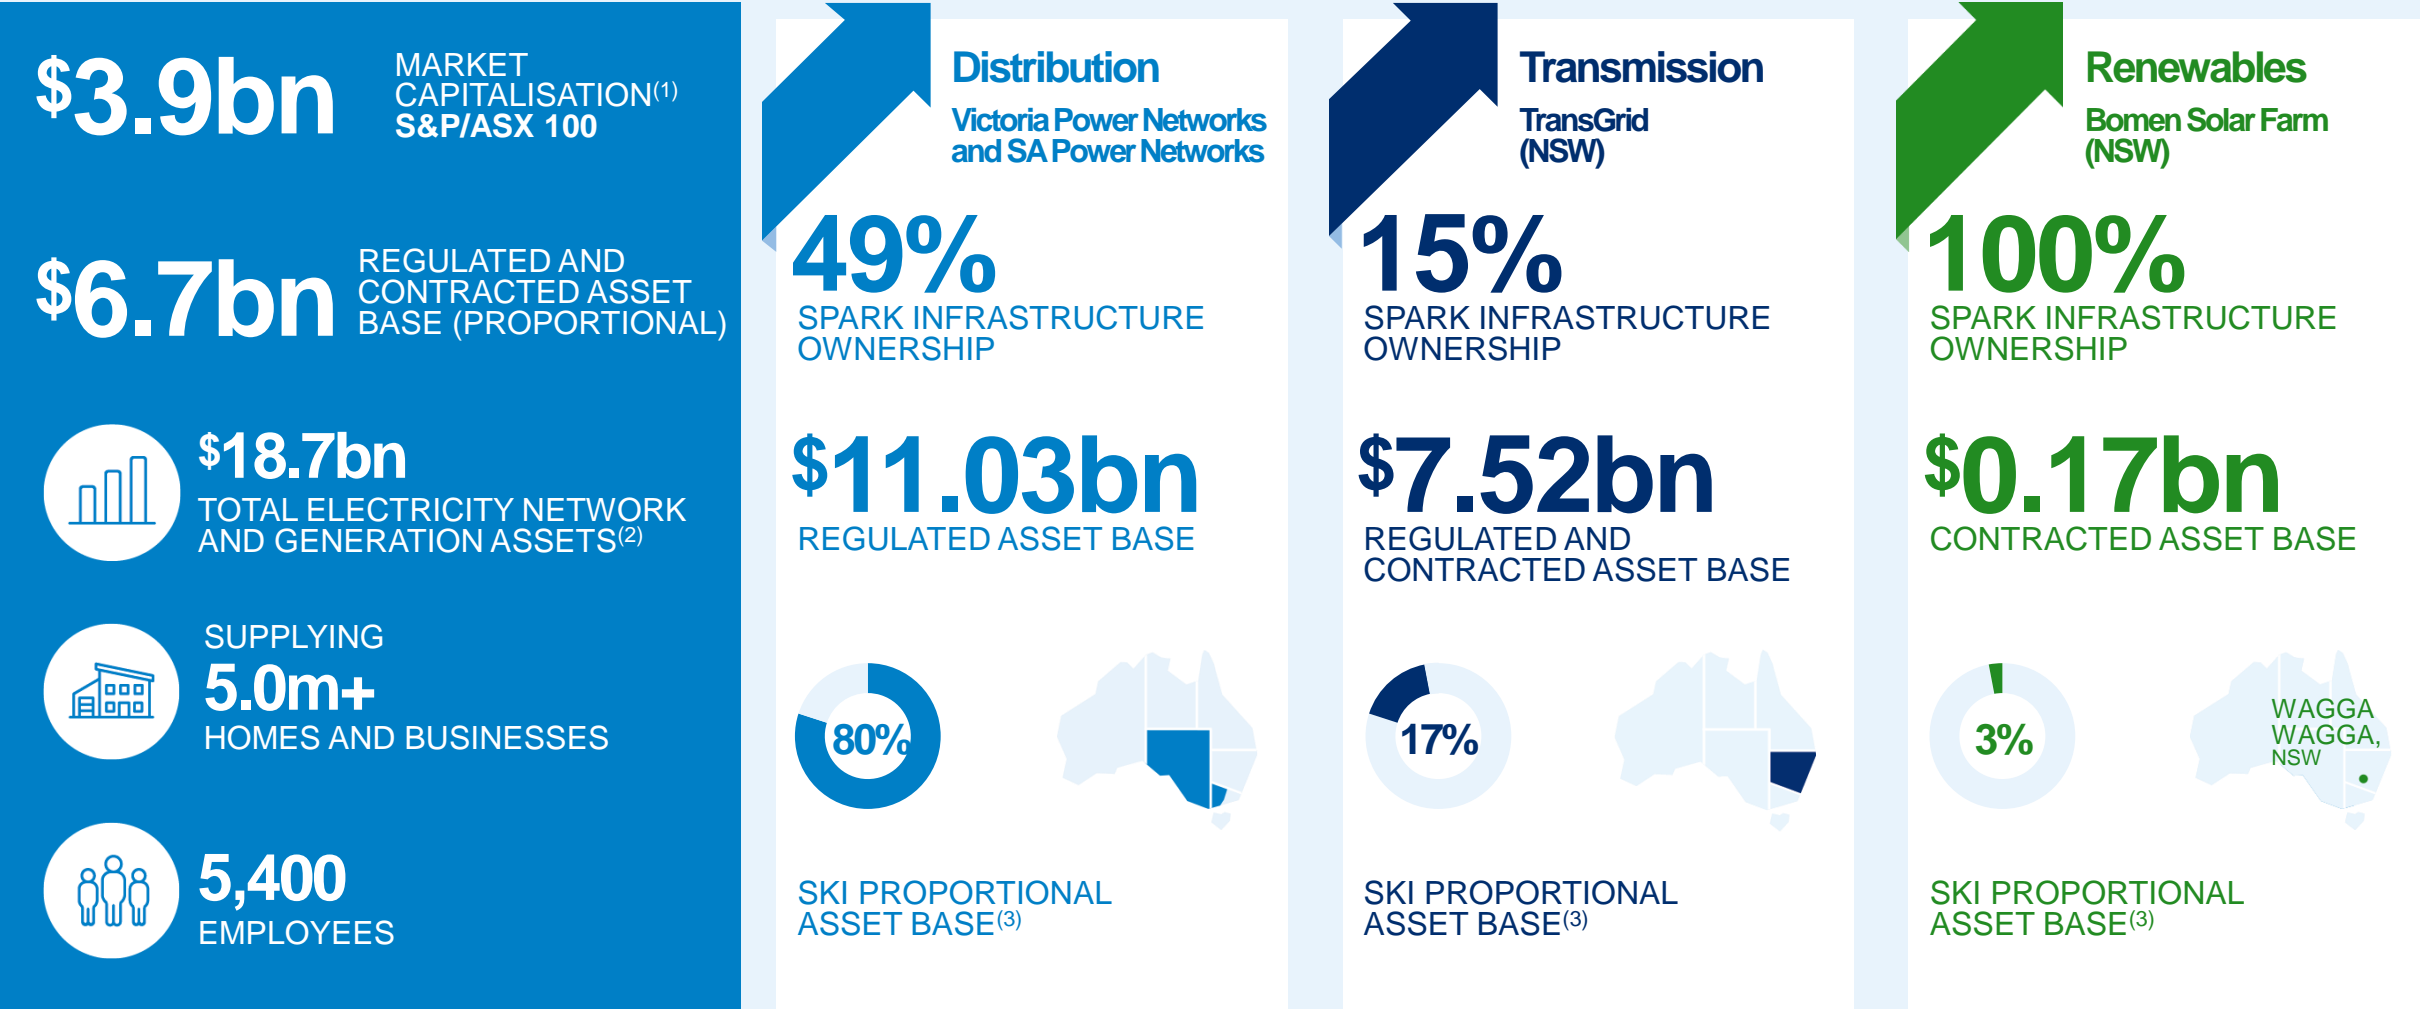 $3.9bn
MARKET
CAPITALISATION(1)
S&P/ASX 100
$6.7bn
REGULATED AND
CONTRACTED ASSET
BASE (PROPORTIONAL)
$18.7bn
TOTAL ELECTRICITY NETWORK
AND GENERATION ASSETS(2)
SUPPLYING
5.0m+
HOMES AND BUSINESSES
5,400
EMPLOYEES
Distribution
Victoria Power Networks
and SA Power Networks
49%
SPARK INFRASTRUCTURE
OWNERSHIP
$11.03bn
REGULATED ASSET BASE
80%
SKI PROPORTIONAL
ASSET BASE(3)
Transmission
TransGrid
(NSW)
15%
SPARK INFRASTRUCTURE
OWNERSHIP
$7.52bn
REGULATED AND
CONTRACTED ASSET BASE
17%
SKI PROPORTIONAL
ASSET BASE(3)
Renewables
Bomen Solar Farm
(NSW)
100%
SPARK INFRASTRUCTURE
OWNERSHIP
$0.17bn
CONTRACTED ASSET BASE
3%
WAGGA
WAGGA,
NSW
SKI PROPORTIONAL
ASSET BASE(3)